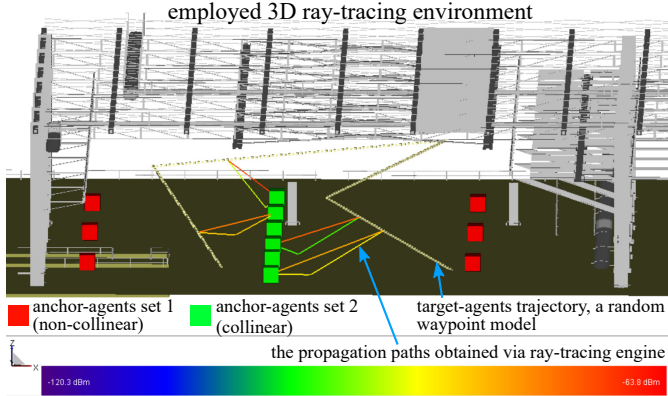 employed 3D ray-tracing environment
anchor-agents set 1
(non-collinear)
anchor-agents set 2
(collinear)
target-agents trajectory, a random
waypoint model
the propagation paths obtained via ray-tracing engine
Z
X
-120.3 dBm
-63.8 dBm